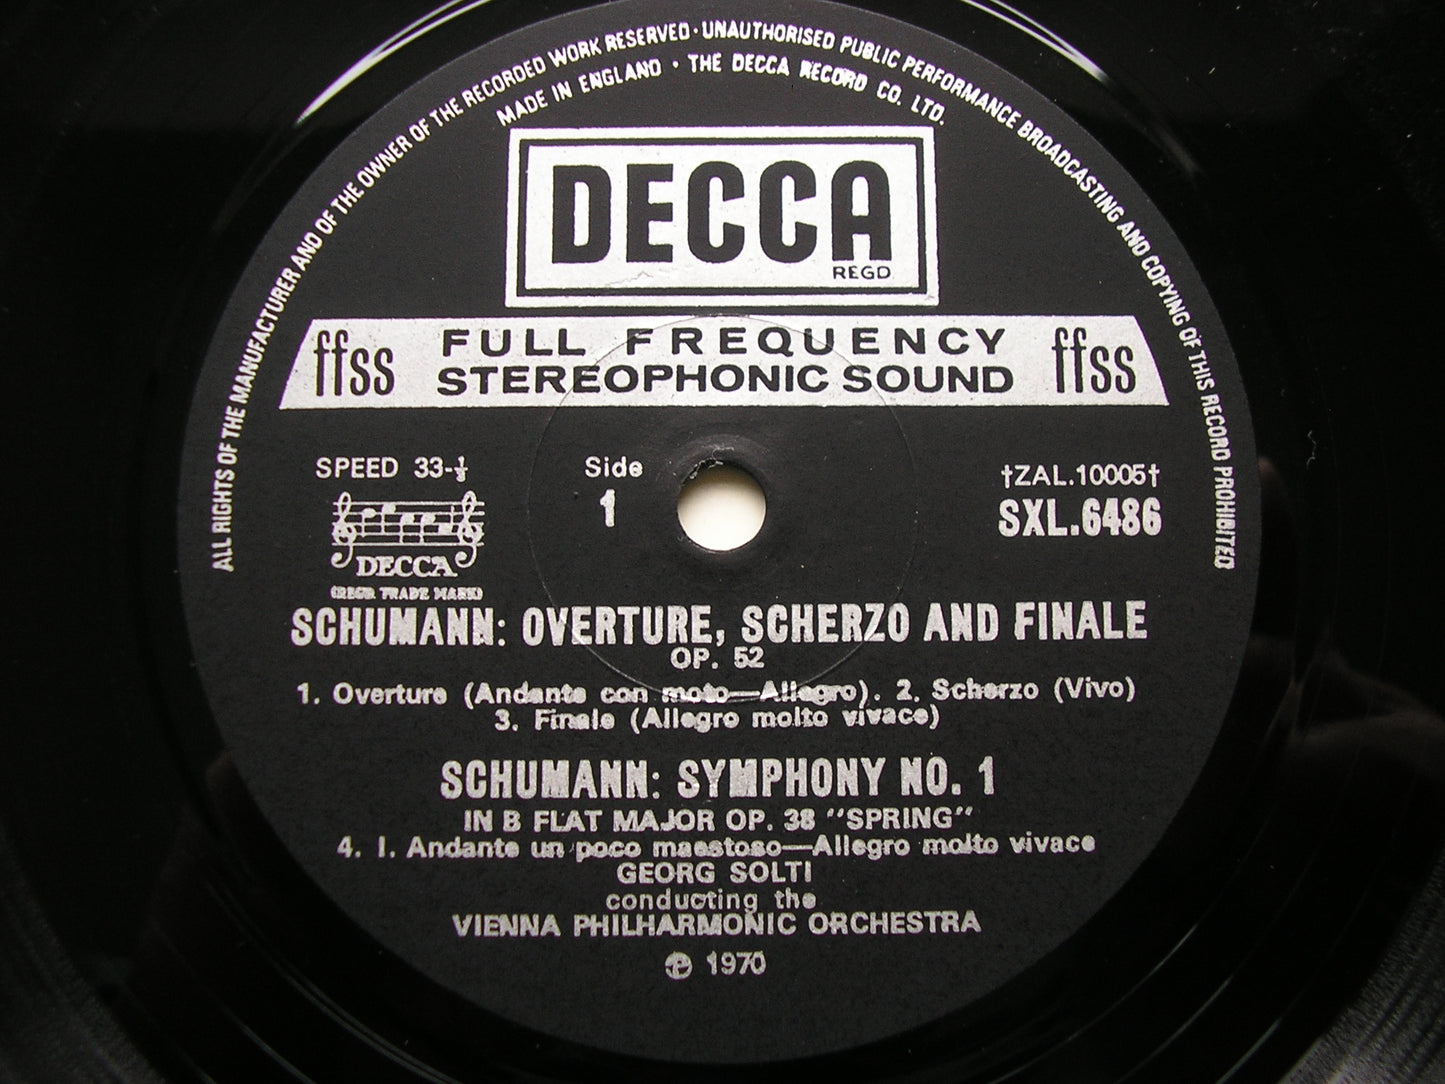 ALL RIGHTS OF THE MANUFACTURER AND OF THE OWNER OF THE RECORDED WORK RESERVED · UNAUTHORISED PUBLIC PERFORMANCE BROADCASTING AND COPYING OF THIS RECORD PROHIBITED
MADE IN ENGLAND · THE DECCA RECORD CO. LTD.
DECCA
REGD
ffss FULL FREQUENCY ffss
STEREOPHONIC SOUND
SPEED 33-⅓ Side †ZAL.10005†
1 SXL.6486
DECCA
(REGD. TRADE MARK)
SCHUMANN: OVERTURE, SCHERZO AND FINALE
OP. 52
1. Overture (Andante con moto—Allegro). 2. Scherzo (Vivo)
3. Finale (Allegro molto vivace)
SCHUMANN: SYMPHONY NO. 1
IN B FLAT MAJOR OP. 38 "SPRING"
4. I. Andante un poco maestoso—Allegro molto vivace
GEORG SOLTI
conducting the
VIENNA PHILHARMONIC ORCHESTRA
℗ 1970